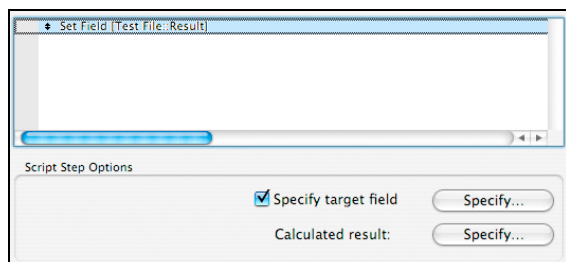 Set Field [Test File::Result]
Script Step Options
Specify target field Specify...
Calculated result: Specify...